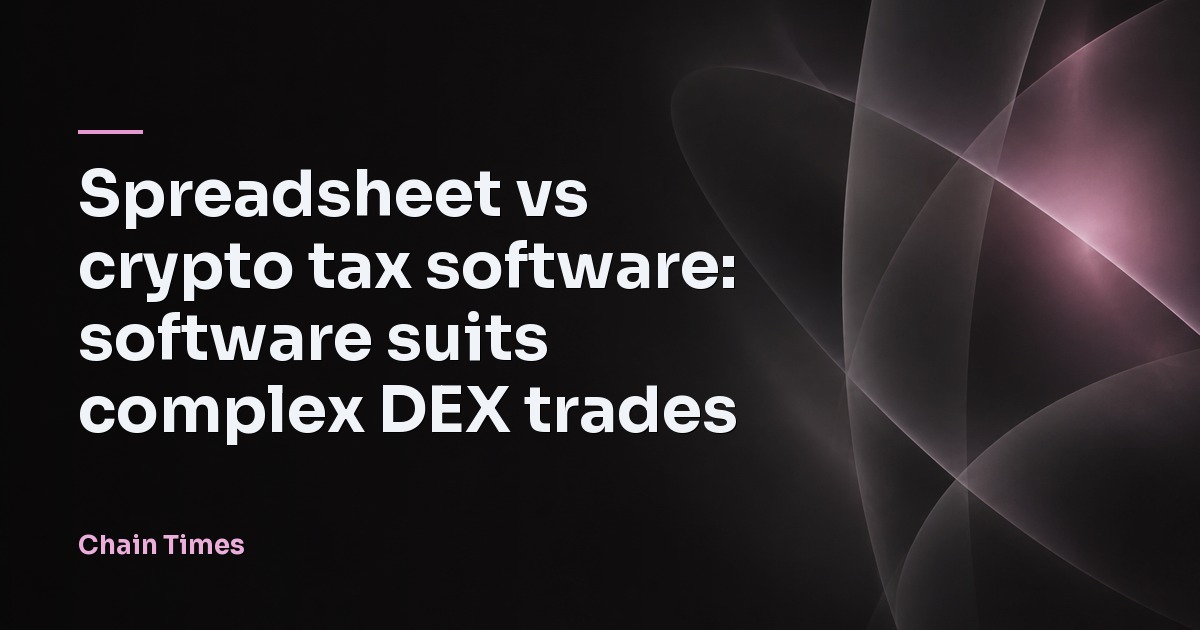 Spreadsheet vs
crypto tax software:
software suits
complex DEX trades
Chain Times